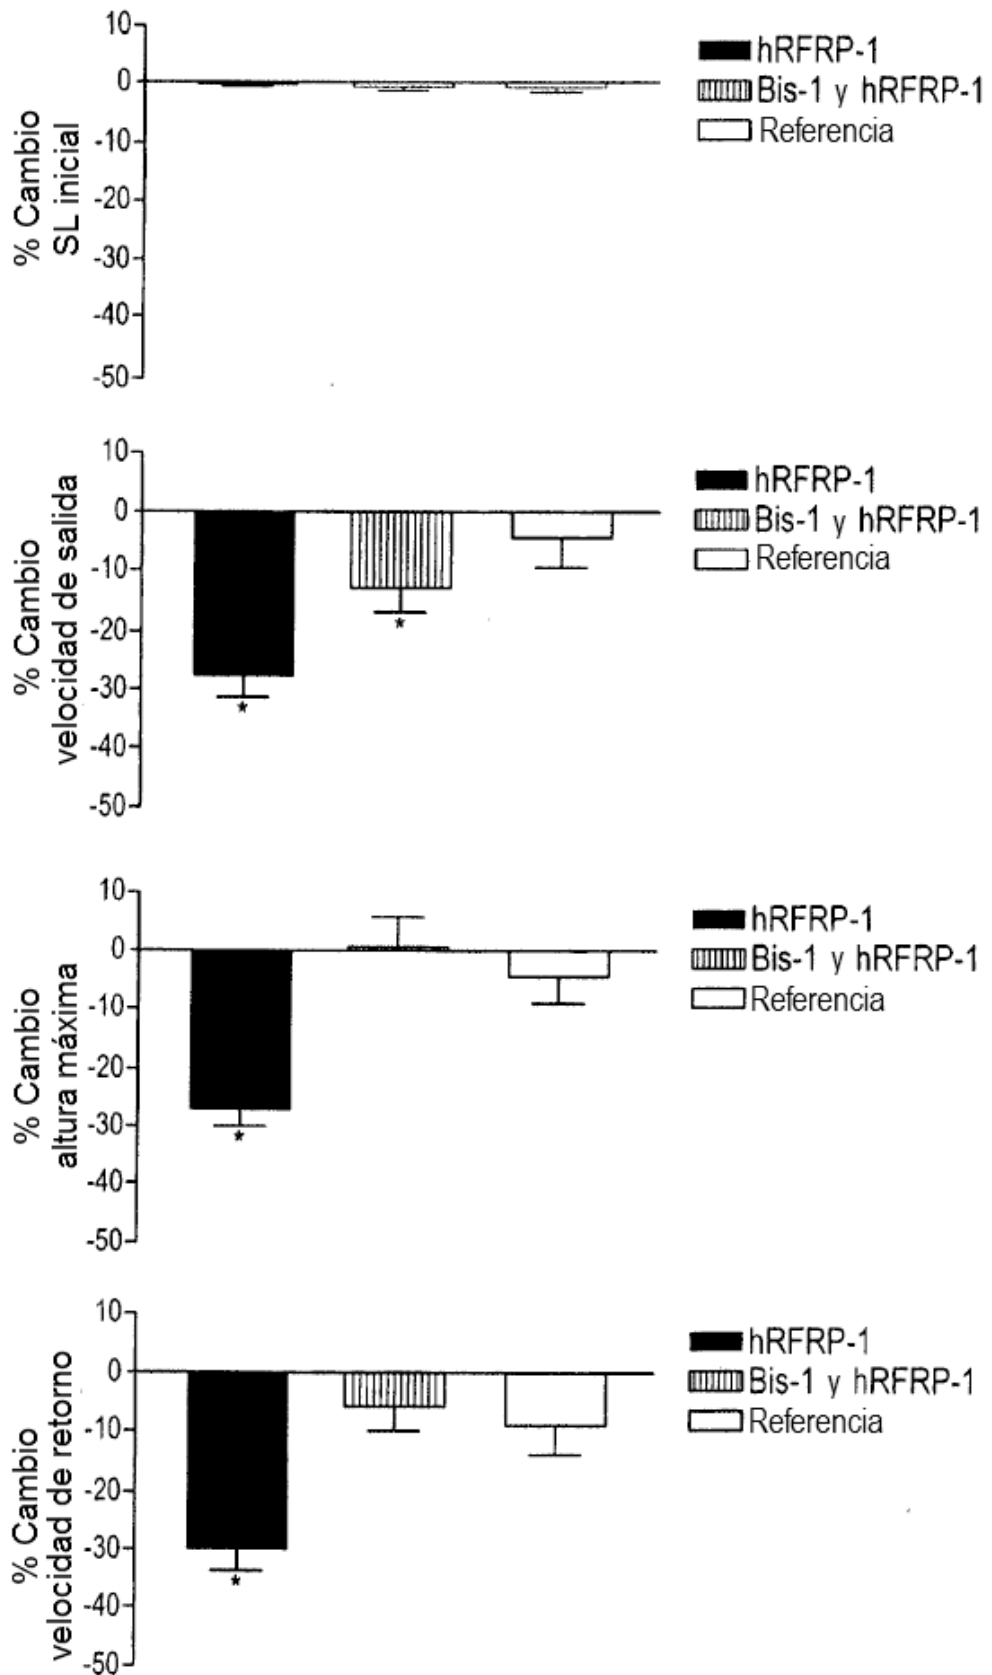 10
0
-10
-20
-30
-40
-50
% Cambio
SL inicial
hRFRP-1
Bis-1 y hRFRP-1
Referencia
10
0
-10
-20
-30
-40
-50
% Cambio
velocidad de salida
*
*
hRFRP-1
Bis-1 y hRFRP-1
Referencia
10
0
-10
-20
-30
-40
-50
% Cambio
altura máxima
*
hRFRP-1
Bis-1 y hRFRP-1
Referencia
10
0
-10
-20
-30
-40
-50
% Cambio
velocidad de retorno
*
hRFRP-1
Bis-1 y hRFRP-1
Referencia